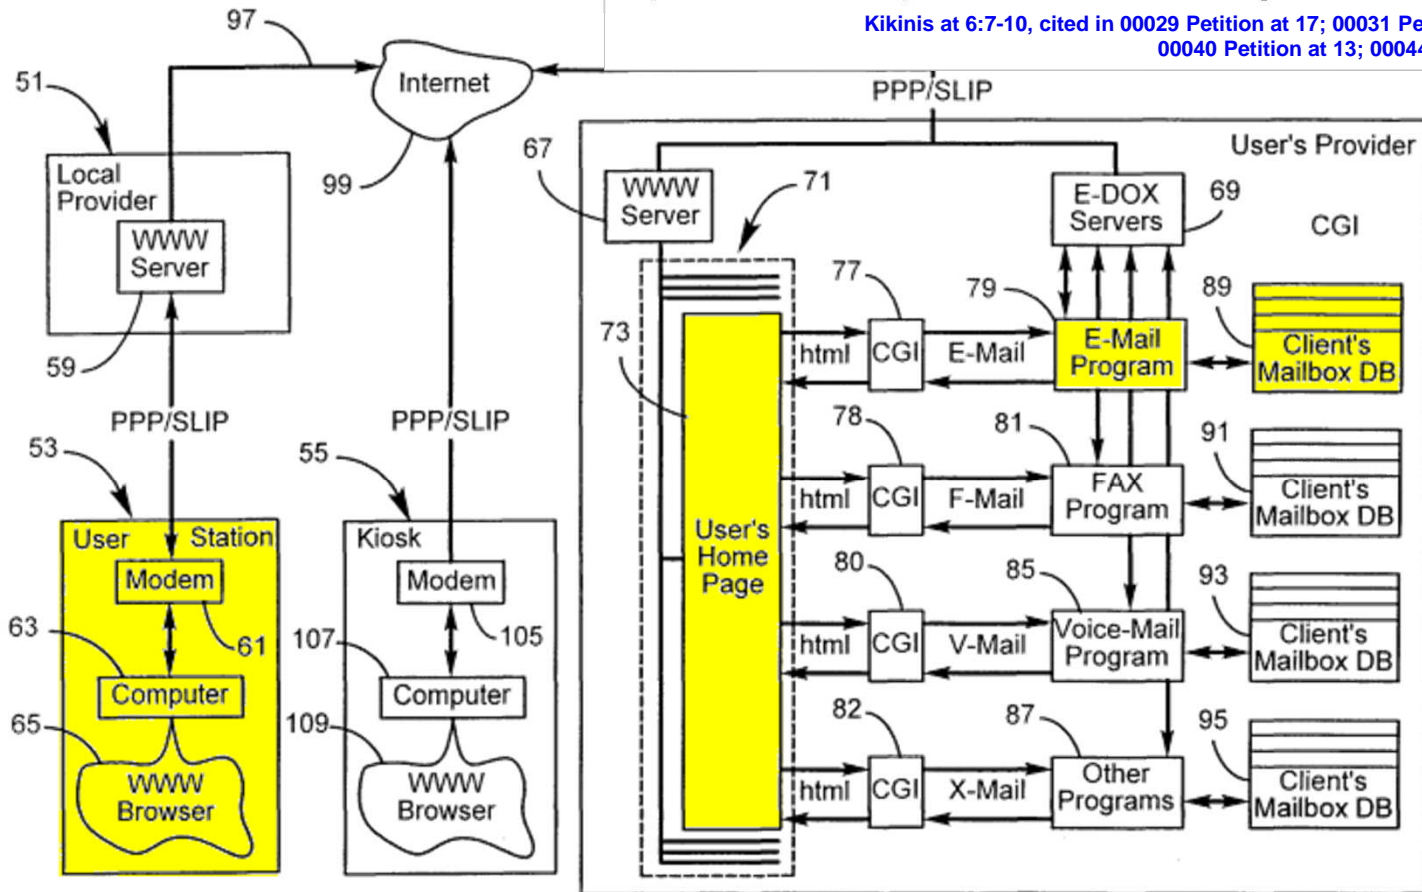 Kikinis at 6:7-10, cited in 00029 Petition at 17; 00031 Pe
00040 Petition at 13; 00044
97
51
Internet
PPP/SLIP
99
Local
Provider
WWW
Server
59
PPP/SLIP
53
User Station
Modem
61
63
Computer
65
WWW
Browser
PPP/SLIP
55
Kiosk
Modem
105
107
Computer
109
WWW
Browser
User's Provider
67
WWW
Server
71
E-DOX
Servers
69
CGI
73
User's
Home
Page
77
html
CGI
E-Mail
79
E-Mail
Program
89
Client's
Mailbox DB
78
html
CGI
F-Mail
81
FAX
Program
91
Client's
Mailbox DB
80
html
CGI
V-Mail
85
Voice-Mail
Program
93
Client's
Mailbox DB
82
html
CGI
X-Mail
87
Other
Programs
95
Client's
Mailbox DB